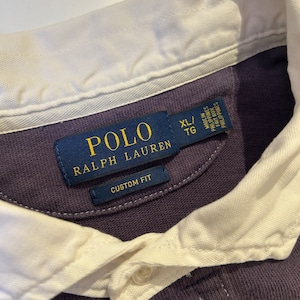 POLO
RALPH LAUREN
CUSTOM FIT
XL/
TG